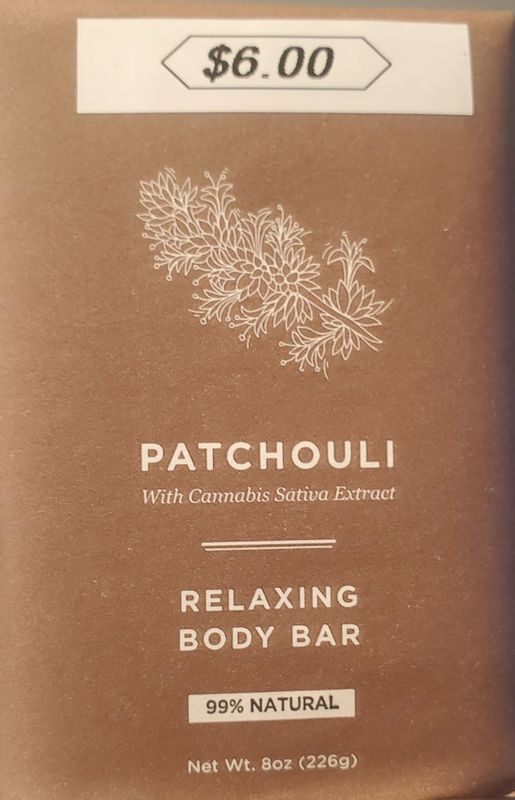 $6.00
PATCHOULI
With Cannabis Sativa Extract
RELAXING
BODY BAR
99% NATURAL
Net Wt. 8oz (226g)